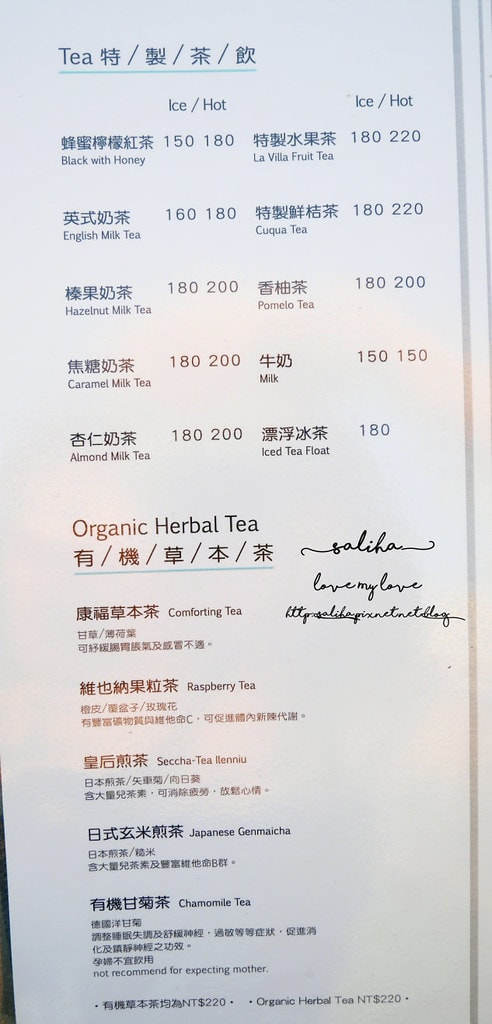 Tea 特/製/茶/飲
Ice / Hot
Ice / Hot
蜂蜜檸檬紅茶 150 180
Black with Honey
特製水果茶 180 220
La Villa Fruit Tea
英式奶茶 160 180
English Milk Tea
特製鮮桔茶 180 220
Cuqua Tea
榛果奶茶 180 200
Hazelnut Milk Tea
香柚茶 180 200
Pomelo Tea
焦糖奶茶 180 200
Caramel Milk Tea
牛奶 150 150
Milk
杏仁奶茶 180 200
Almond Milk Tea
漂浮冰茶 180
Iced Tea Float
Organic Herbal Tea
有/機/草/本/茶
saliha
love my love
http:saliha.pixnet.net.blog
康福草本茶 Comforting Tea
甘草/薄荷葉
可紓緩腸胃脹氣及感冒不適。
維也納果粒茶 Raspberry Tea
橙皮/覆盆子/玫瑰花
有豐富礦物質與維他命C，可促進體內新陳代謝。
皇后煎茶 Seccha-Tea Ilenniu
日本煎茶/矢車菊/向日葵
含大量兒茶素，可消除疲勞，放鬆心情。
日式玄米煎茶 Japanese Genmaicha
日本煎茶/糙米
含大量兒茶素及豐富維他命B群。
有機甘菊茶 Chamomile Tea
德國洋甘菊
調整睡眠失調及舒緩神經，過敏等等症狀，促進消
化及鎮靜神經之功效。
孕婦不宜飲用
not recommend for expecting mother.
・有機草本茶均為NT$220・ ・Organic Herbal Tea NT$220・